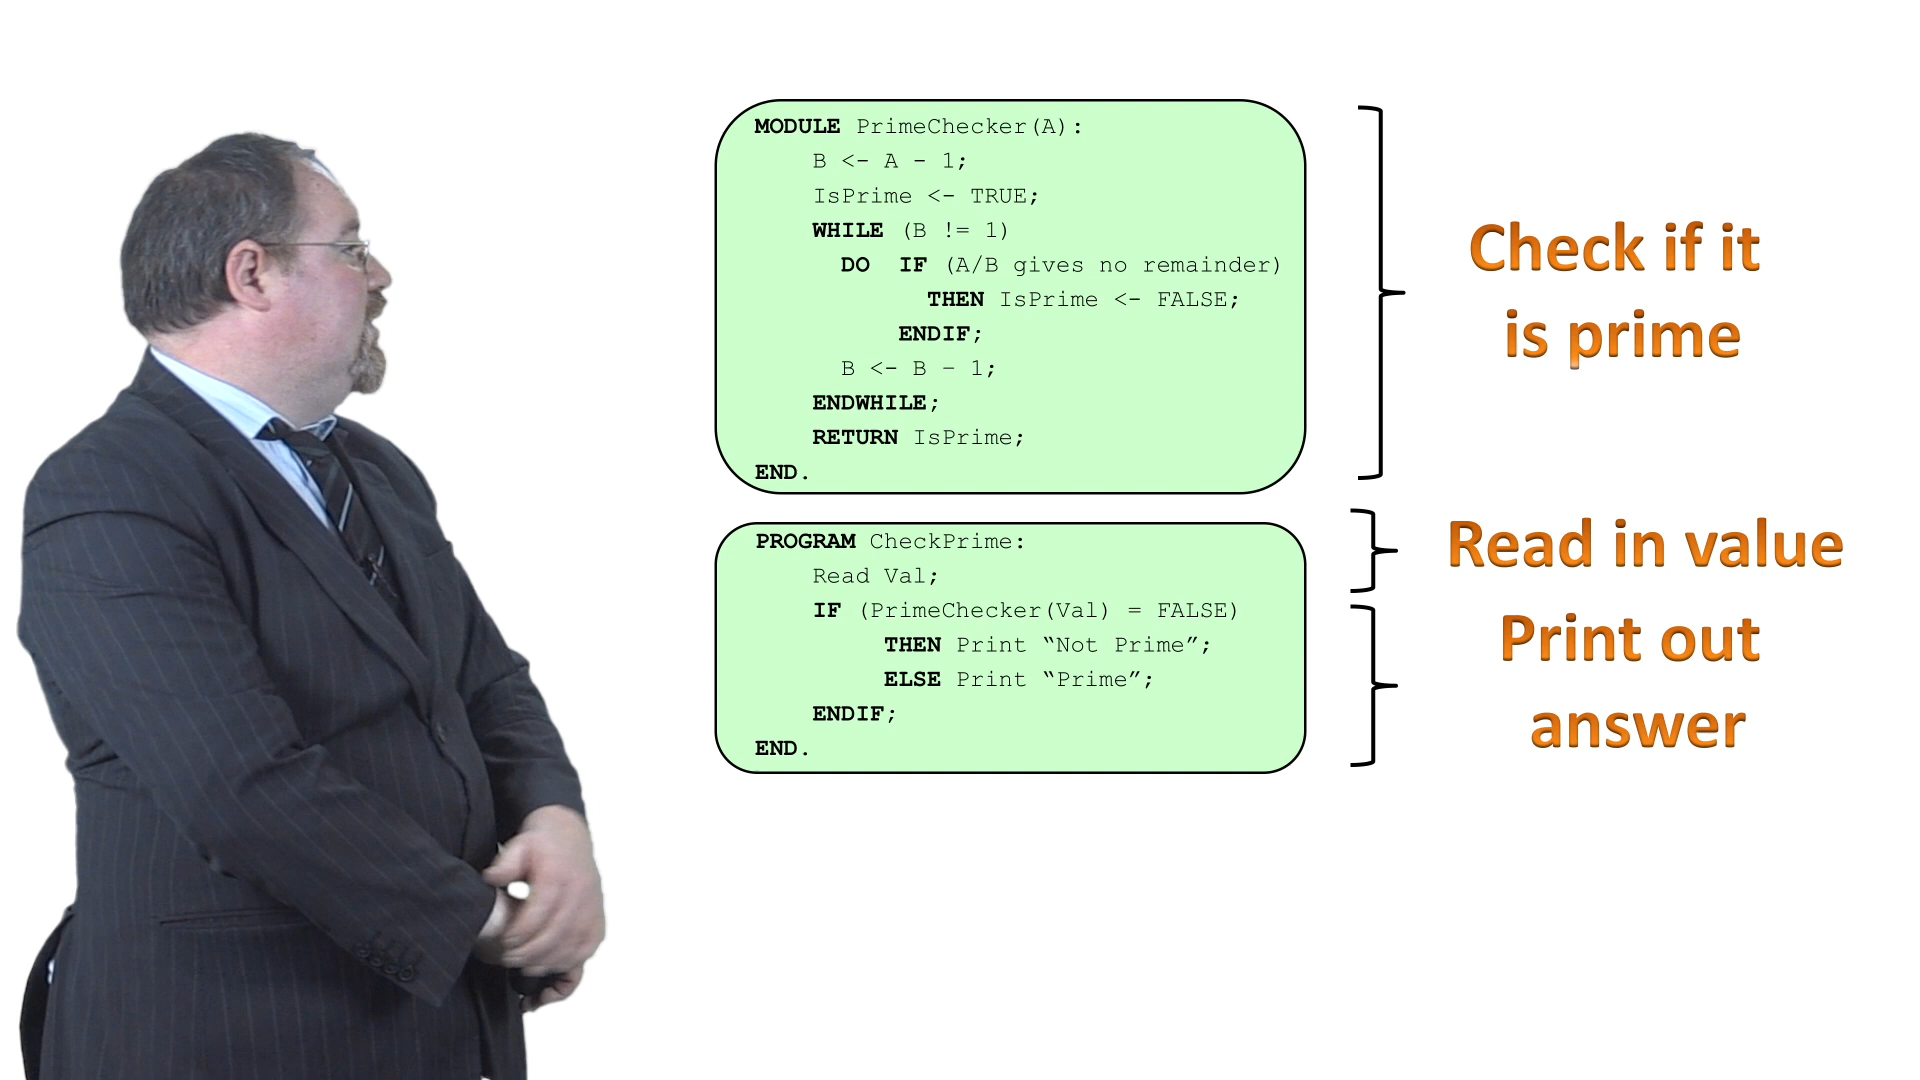 MODULE PrimeChecker(A):
B <- A - 1;
IsPrime <- TRUE;
WHILE (B != 1)
DO IF (A/B gives no remainder)
THEN IsPrime <- FALSE;
ENDIF;
B <- B – 1;
ENDWHILE;
RETURN IsPrime;
END.
Check if it
is prime
PROGRAM CheckPrime:
Read Val;
IF (PrimeChecker(Val) = FALSE)
THEN Print “Not Prime”;
ELSE Print “Prime”;
ENDIF;
END.
Read in value
Print out
answer